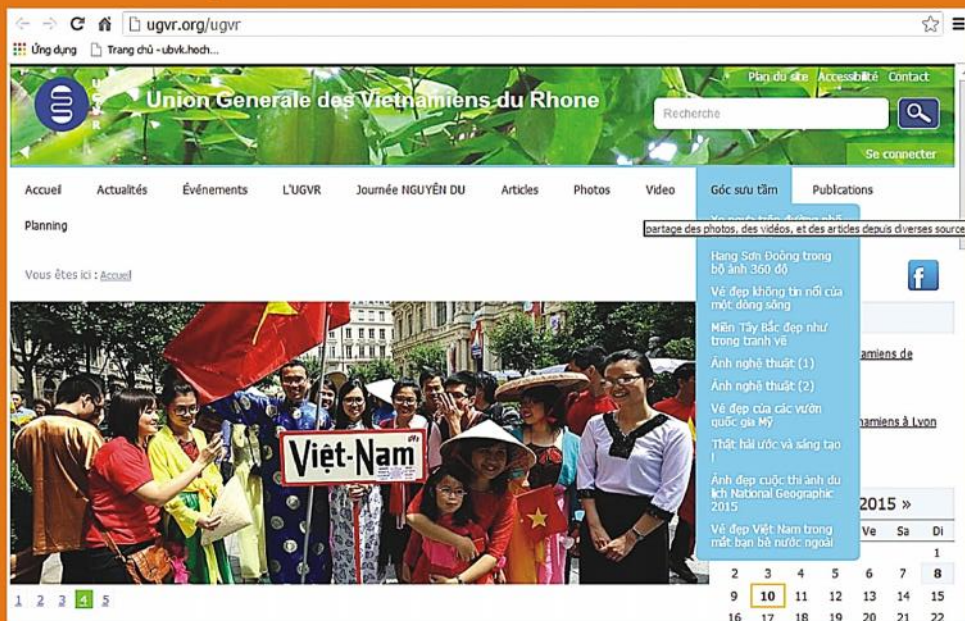 ugvr.org/ugvr
Ứng dụng Trang chủ - ubvk.hoch...
Plan du site Accessibilité Contact
UGVR
Union Generale des Vietnamiens du Rhone
Recherche
Se connecter
Accueil Actualités Événements L'UGVR Journée NGUYỄN DU Articles Photos Video Góc sưu tầm Publications
Planning
partage des photos, des vidéos, et des articles depuis diverses source
Vous êtes ici : Accueil
f
Hang Sơn Đoòng trong
bộ ảnh 360 độ
Vẻ đẹp không tin nổi của
một dòng sông
Miền Tây Bắc đẹp như
trong tranh vẽ
amiens de
Ảnh nghệ thuật (1)
Ảnh nghệ thuật (2)
Vẻ đẹp của các vườn
quốc gia Mỹ
namiens à Lyon
Thật hài ước và sáng tạo
!
Ảnh đẹp cuộc thi ảnh du
lịch National Geographic
2015
Vẻ đẹp Việt Nam trong
mắt bạn bè nước ngoài
Việt-Nam
2015 »
Ve Sa Di
1
2 3 4 5 6 7 8
9 10 11 12 13 14 15
16 17 18 19 20 21 22
1 2 3 4 5